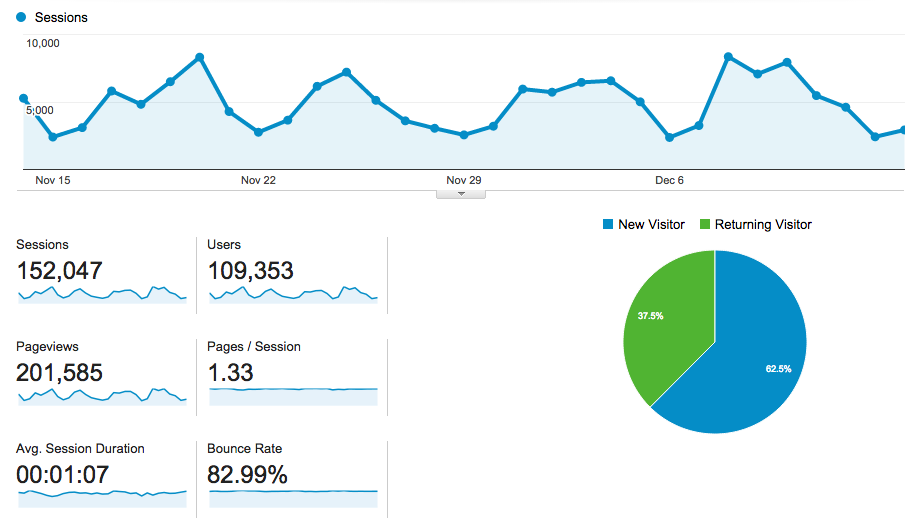 Sessions
10,000
5,000
Nov 15 Nov 22 Nov 29 Dec 6
New Visitor Returning Visitor
Sessions Users
152,047 109,353
Pageviews Pages / Session
201,585 1.33
Avg. Session Duration Bounce Rate
00:01:07 82.99%
37.5%
62.5%